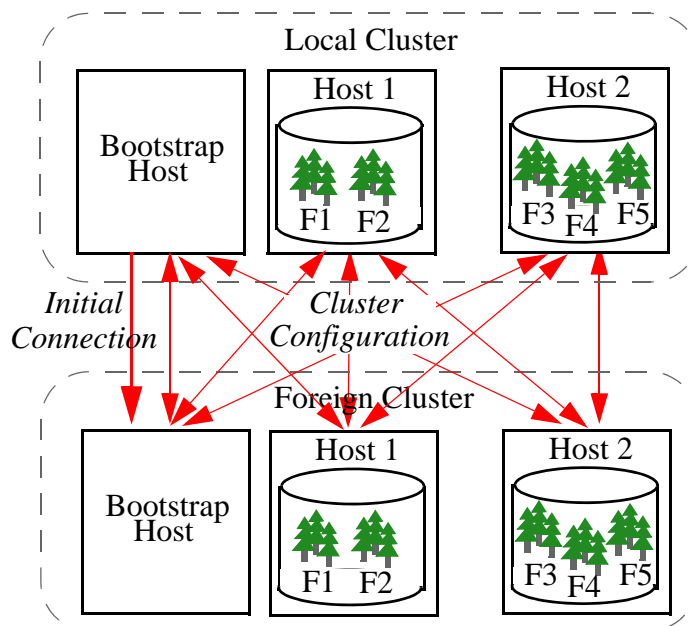 Local Cluster
Bootstrap
Host
Host 1
F1 F2
Host 2
F3 F4 F5
Initial
Connection
Cluster
Configuration
Foreign Cluster
Bootstrap
Host
Host 1
F1 F2
Host 2
F3 F4 F5